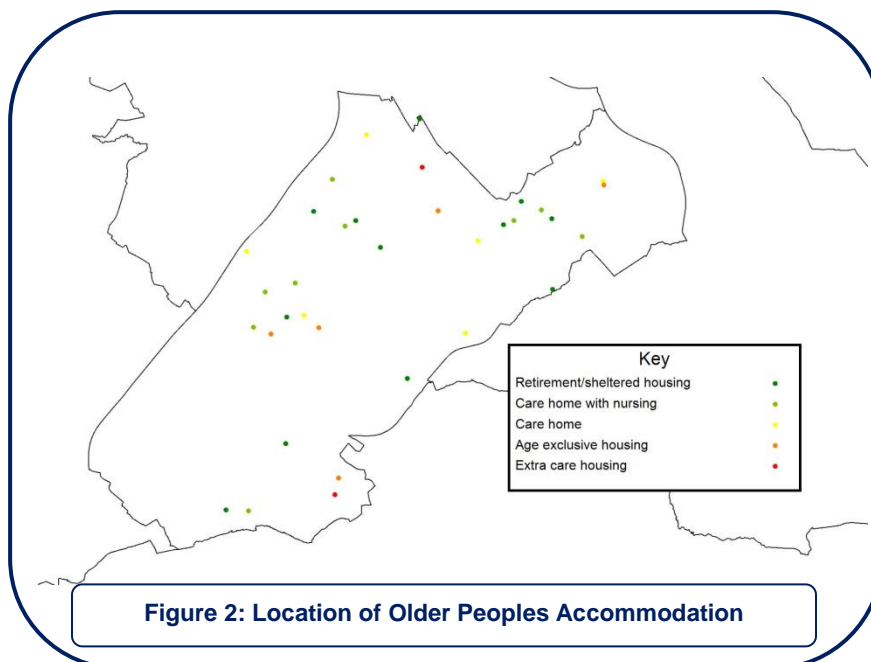 Key
Retirement/sheltered housing
Care home with nursing
Care home
Age exclusive housing
Extra care housing
Figure 2: Location of Older Peoples Accommodation